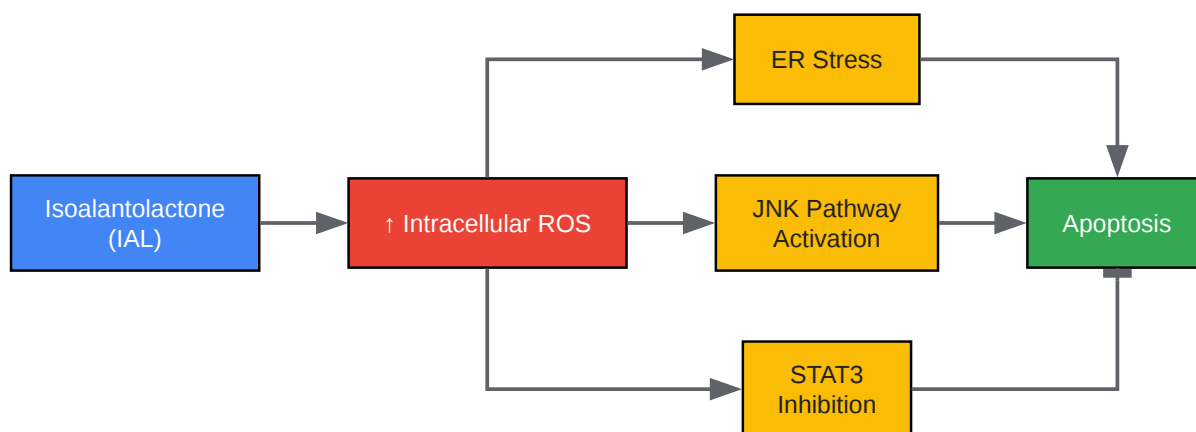 ER Stress
Isoalantolactone
(IAL)
↑ Intracellular ROS
JNK Pathway
Activation
Apoptosis
STAT3
Inhibition